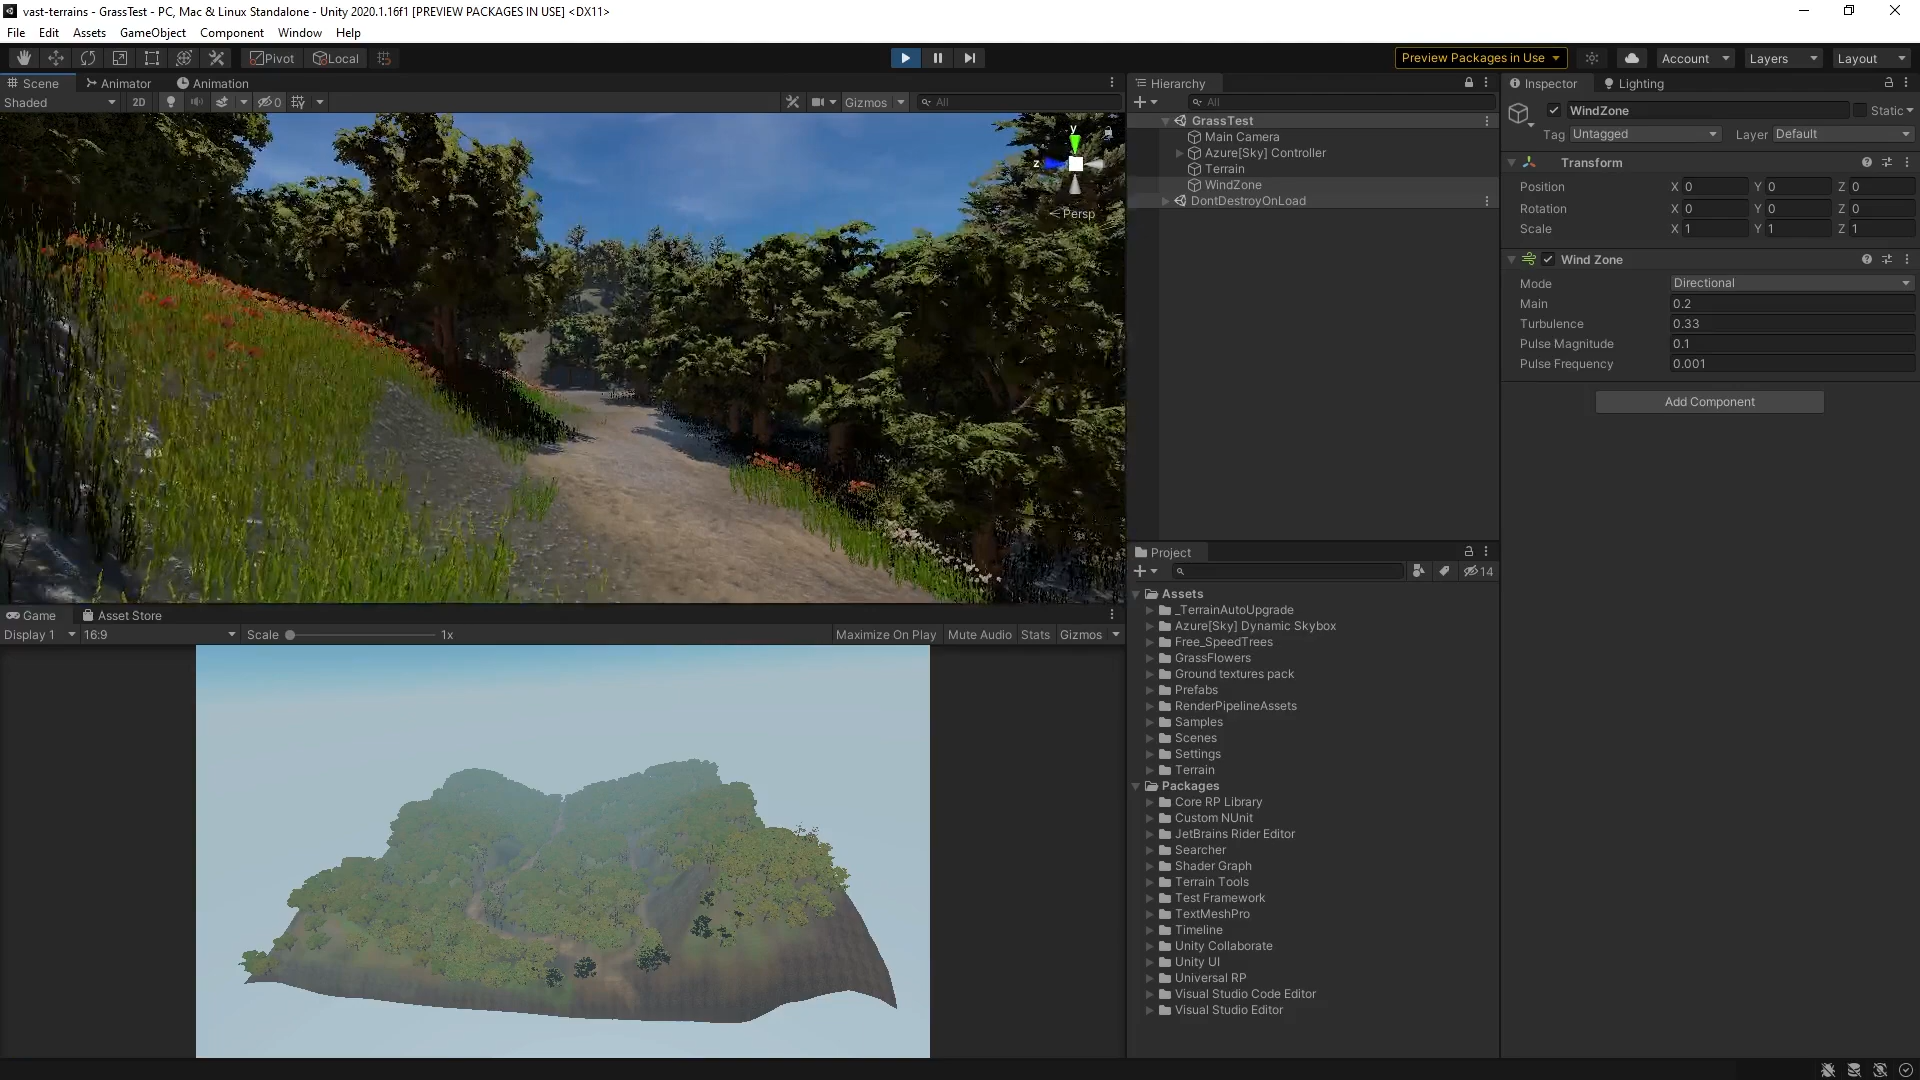 vast-terrains - GrassTest - PC, Mac & Linux Standalone - Unity 2020.1.16f1 [PREVIEW PACKAGES IN USE] <DX11>
File Edit Assets GameObject Component Window Help
Pivot Local Preview Packages in Use Account Layers Layout
Scene Animator Animation
Shaded 2D 0 Gizmos All
y
z
Persp
Game Asset Store
Display 1 16:9 Scale 1x Maximize On Play Mute Audio Stats Gizmos
Hierarchy
All
GrassTest
Main Camera
Azure[Sky] Controller
Terrain
WindZone
DontDestroyOnLoad
Project
14
Assets
_TerrainAutoUpgrade
Azure[Sky] Dynamic Skybox
Free_SpeedTrees
GrassFlowers
Ground textures pack
Prefabs
RenderPipelineAssets
Samples
Scenes
Settings
Terrain
Packages
Core RP Library
Custom NUnit
JetBrains Rider Editor
Searcher
Shader Graph
Terrain Tools
Test Framework
TextMeshPro
Timeline
Unity Collaborate
Unity UI
Universal RP
Visual Studio Code Editor
Visual Studio Editor
Inspector Lighting
WindZone Static
Tag Untagged Layer Default
Transform
Position X 0 Y 0 Z 0
Rotation X 0 Y 0 Z 0
Scale X 1 Y 1 Z 1
Wind Zone
Mode Directional
Main 0.2
Turbulence 0.33
Pulse Magnitude 0.1
Pulse Frequency 0.001
Add Component